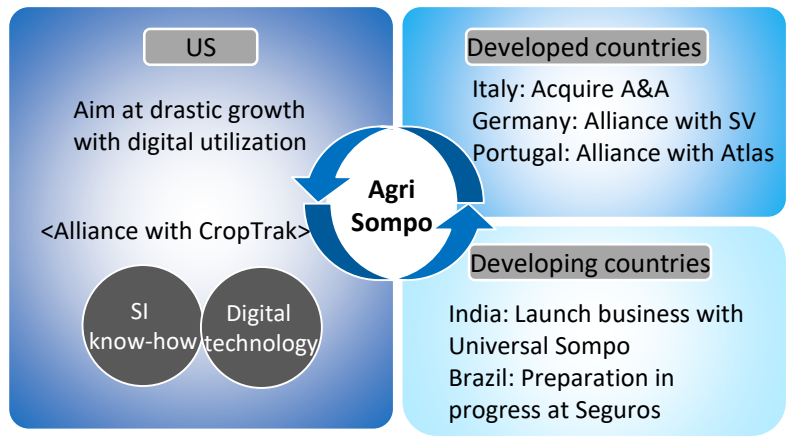 US
Aim at drastic growth
with digital utilization
<Alliance with CropTrak>
SI
know-how
Digital
technology
Agri
Sompo
Developed countries
Italy: Acquire A&A
Germany: Alliance with SV
Portugal: Alliance with Atlas
Developing countries
India: Launch business with
Universal Sompo
Brazil: Preparation in
progress at Seguros